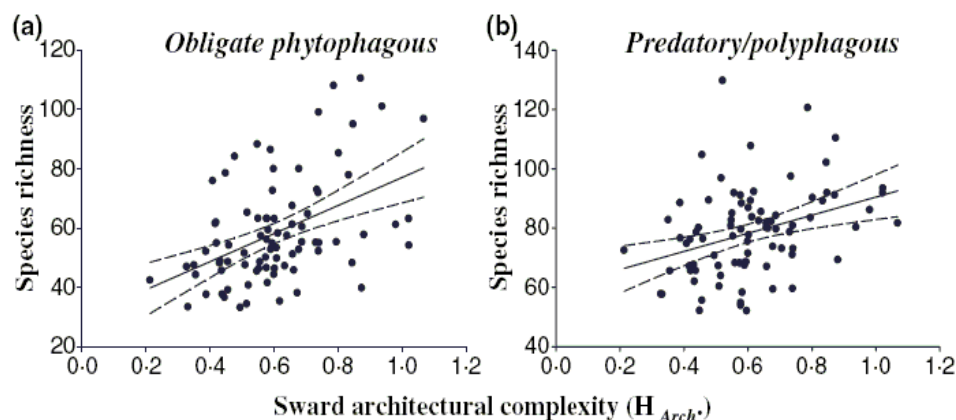 (a)
Obligate phytophagous
Species richness
120
100
80
60
40
20
0·0 0·2 0·4 0·6 0·8 1·0 1·2
(b)
Predatory/polyphagous
Species richness
140
120
100
80
60
40
0·0 0·2 0·4 0·6 0·8 1·0 1·2
Sward architectural complexity (H Arch·)